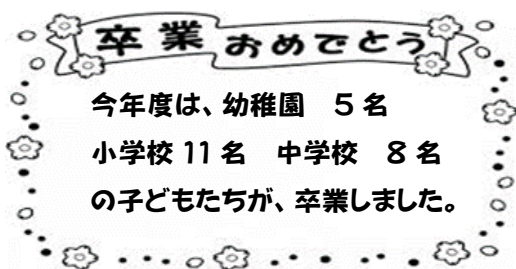 卒業おめでとう
今年度は、幼稚園　５名
小学校 11 名　中学校　８名
の子どもたちが、卒業しました。